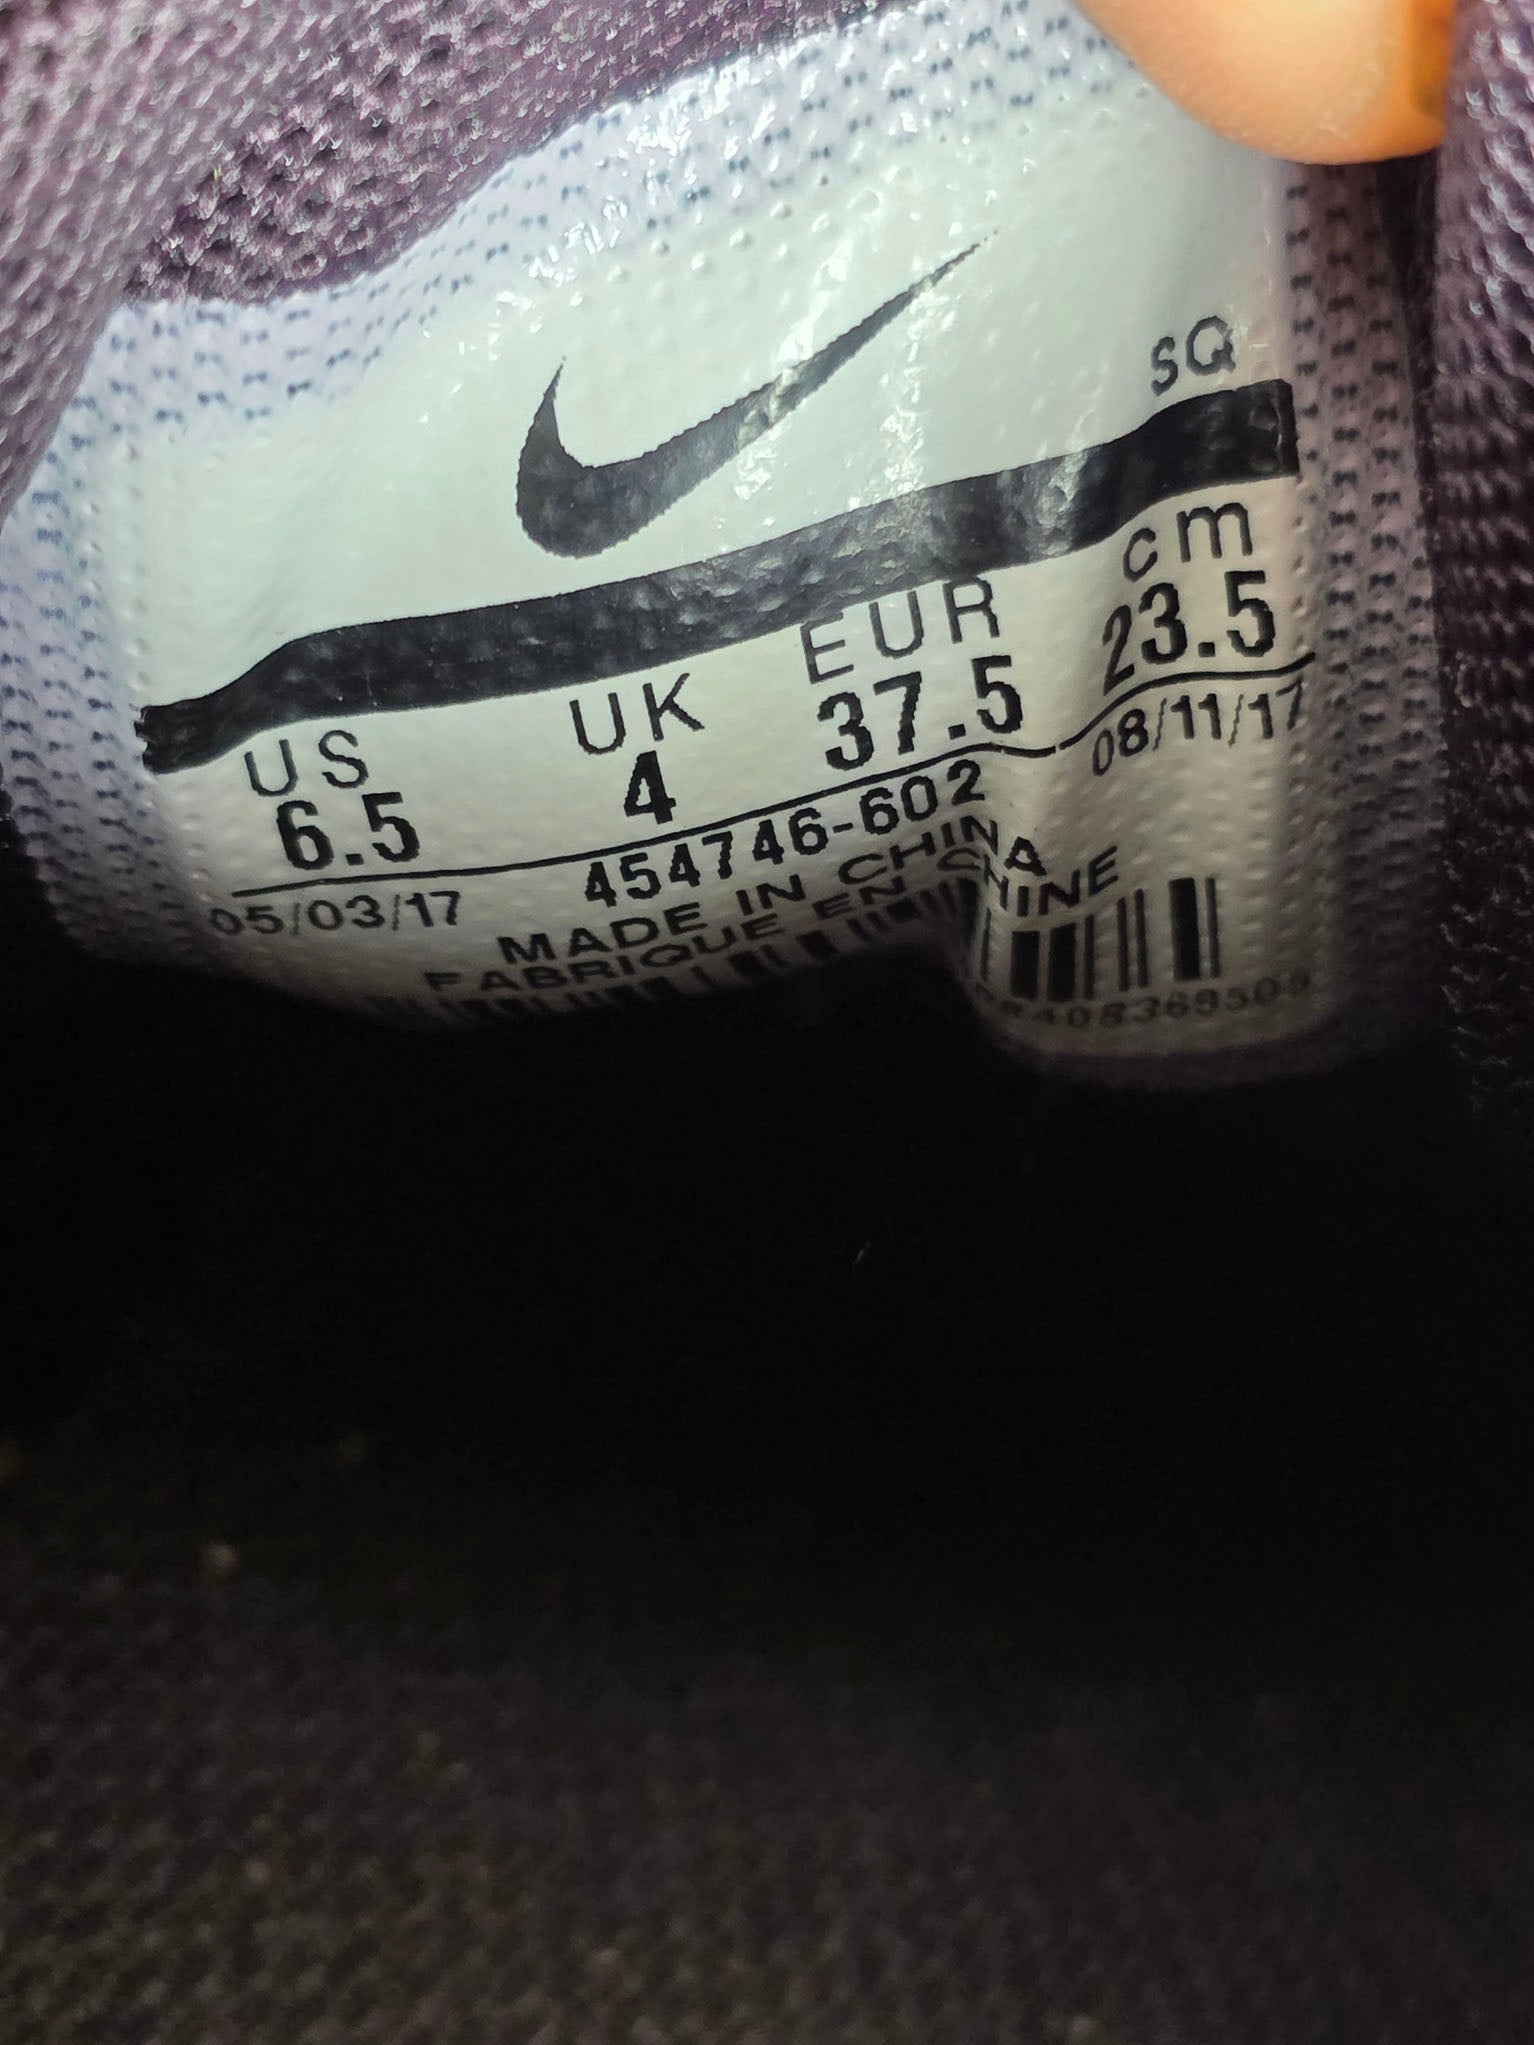 SQ
US UK EUR cm
6.5 4 37.5 23.5
05/03/17 454746-602 08/11/17
MADE IN CHINA
FABRIQUE EN CHINE